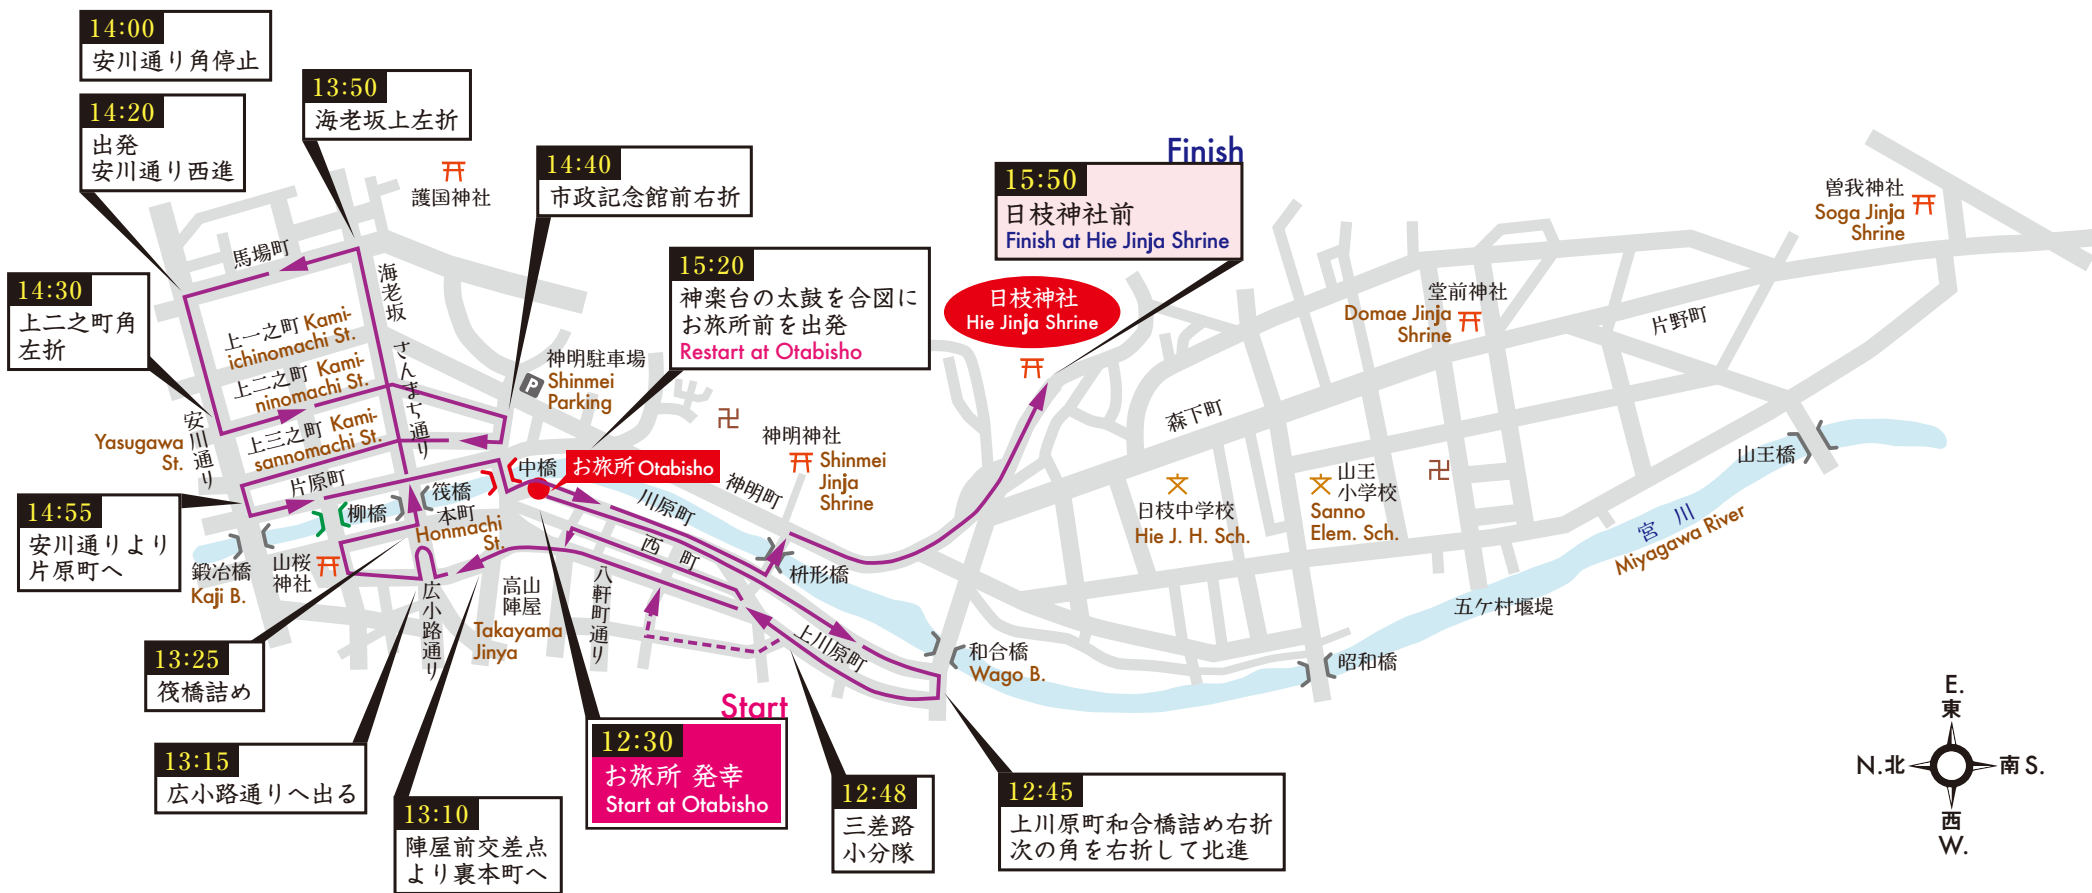 14:00
安川通り角停止
14:20
出発
安川通り西進
13:50
海老坂上左折
護国神社
14:40
市政記念館前右折
Finish
15:50
日枝神社前
Finish at Hie Jinja Shrine
曽我神社
Soga Jinja
Shrine
馬場町
海老坂
15:20
神楽台の太鼓を合図に
お旅所前を出発
Restart at Otabisho
14:30
上二之町角
左折
日枝神社
Hie Jinja Shrine
堂前神社
Domae Jinja
Shrine
片野町
上一之町 Kami-
ichinomachi St.
上二之町 Kami-
ninomachi St.
上三之町 Kami-
sannomachi St.
さんまち通り
神明駐車場
P
Shinmei
Parking
安川通り
Yasugawa
St.
森下町
神明神社
Shinmei
Jinja
Shrine
山王橋
片原町
中橋
お旅所 Otabisho
川原町
神明町
日枝中学校
Hie J. H. Sch.
山王
小学校
Sanno
Elem. Sch.
宮川
Miyagawa River
14:55
安川通りより
片原町へ
柳橋
筏橋
本町
Honmachi
St.
西町
枡形橋
鍛冶橋
Kaji B.
山桜
神社
広小路通り
高山
陣屋
Takayama
Jinya
八軒町通り
上川原町
和合橋
Wago B.
五ケ村堰堤
昭和橋
13:25
筏橋詰め
13:15
広小路通りへ出る
13:10
陣屋前交差点
より裏本町へ
Start
12:30
お旅所 発幸
Start at Otabisho
12:48
三差路
小分隊
12:45
上川原町和合橋詰め右折
次の角を右折して北進
E.
東
N.北
南 S.
西
W.